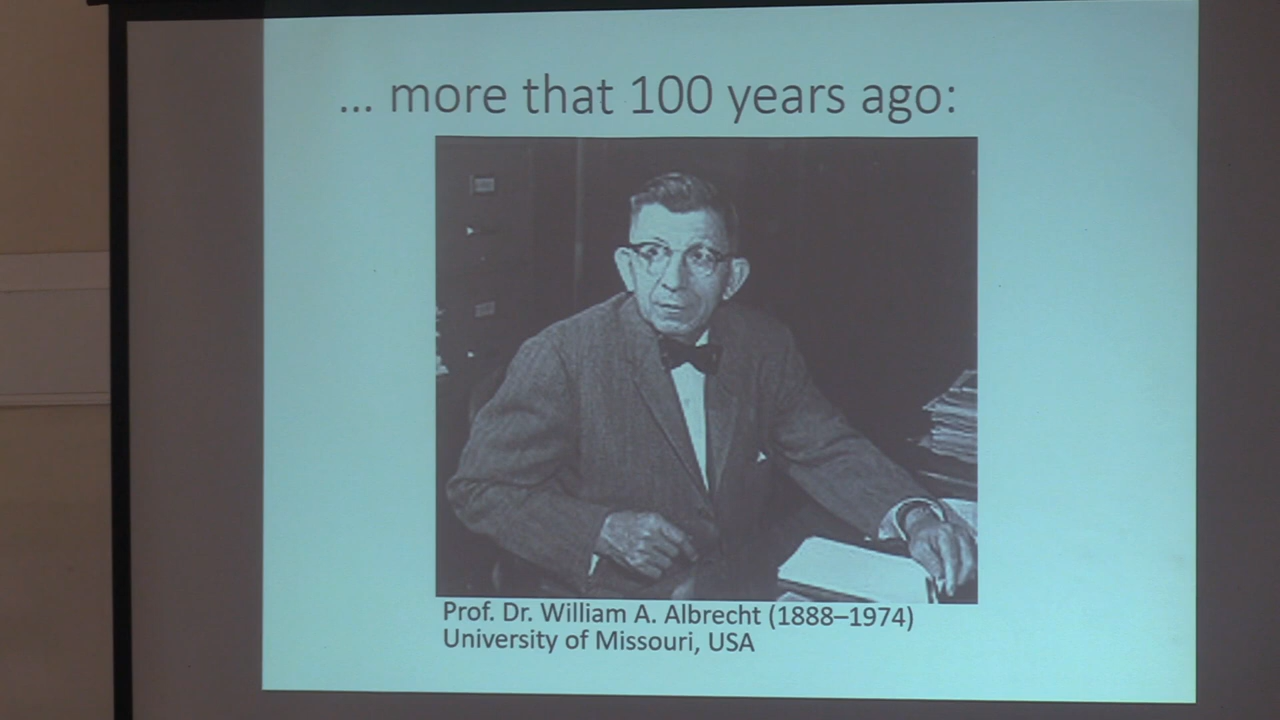 ... more that 100 years ago:
Prof. Dr. William A. Albrecht (1888–1974)
University of Missouri, USA